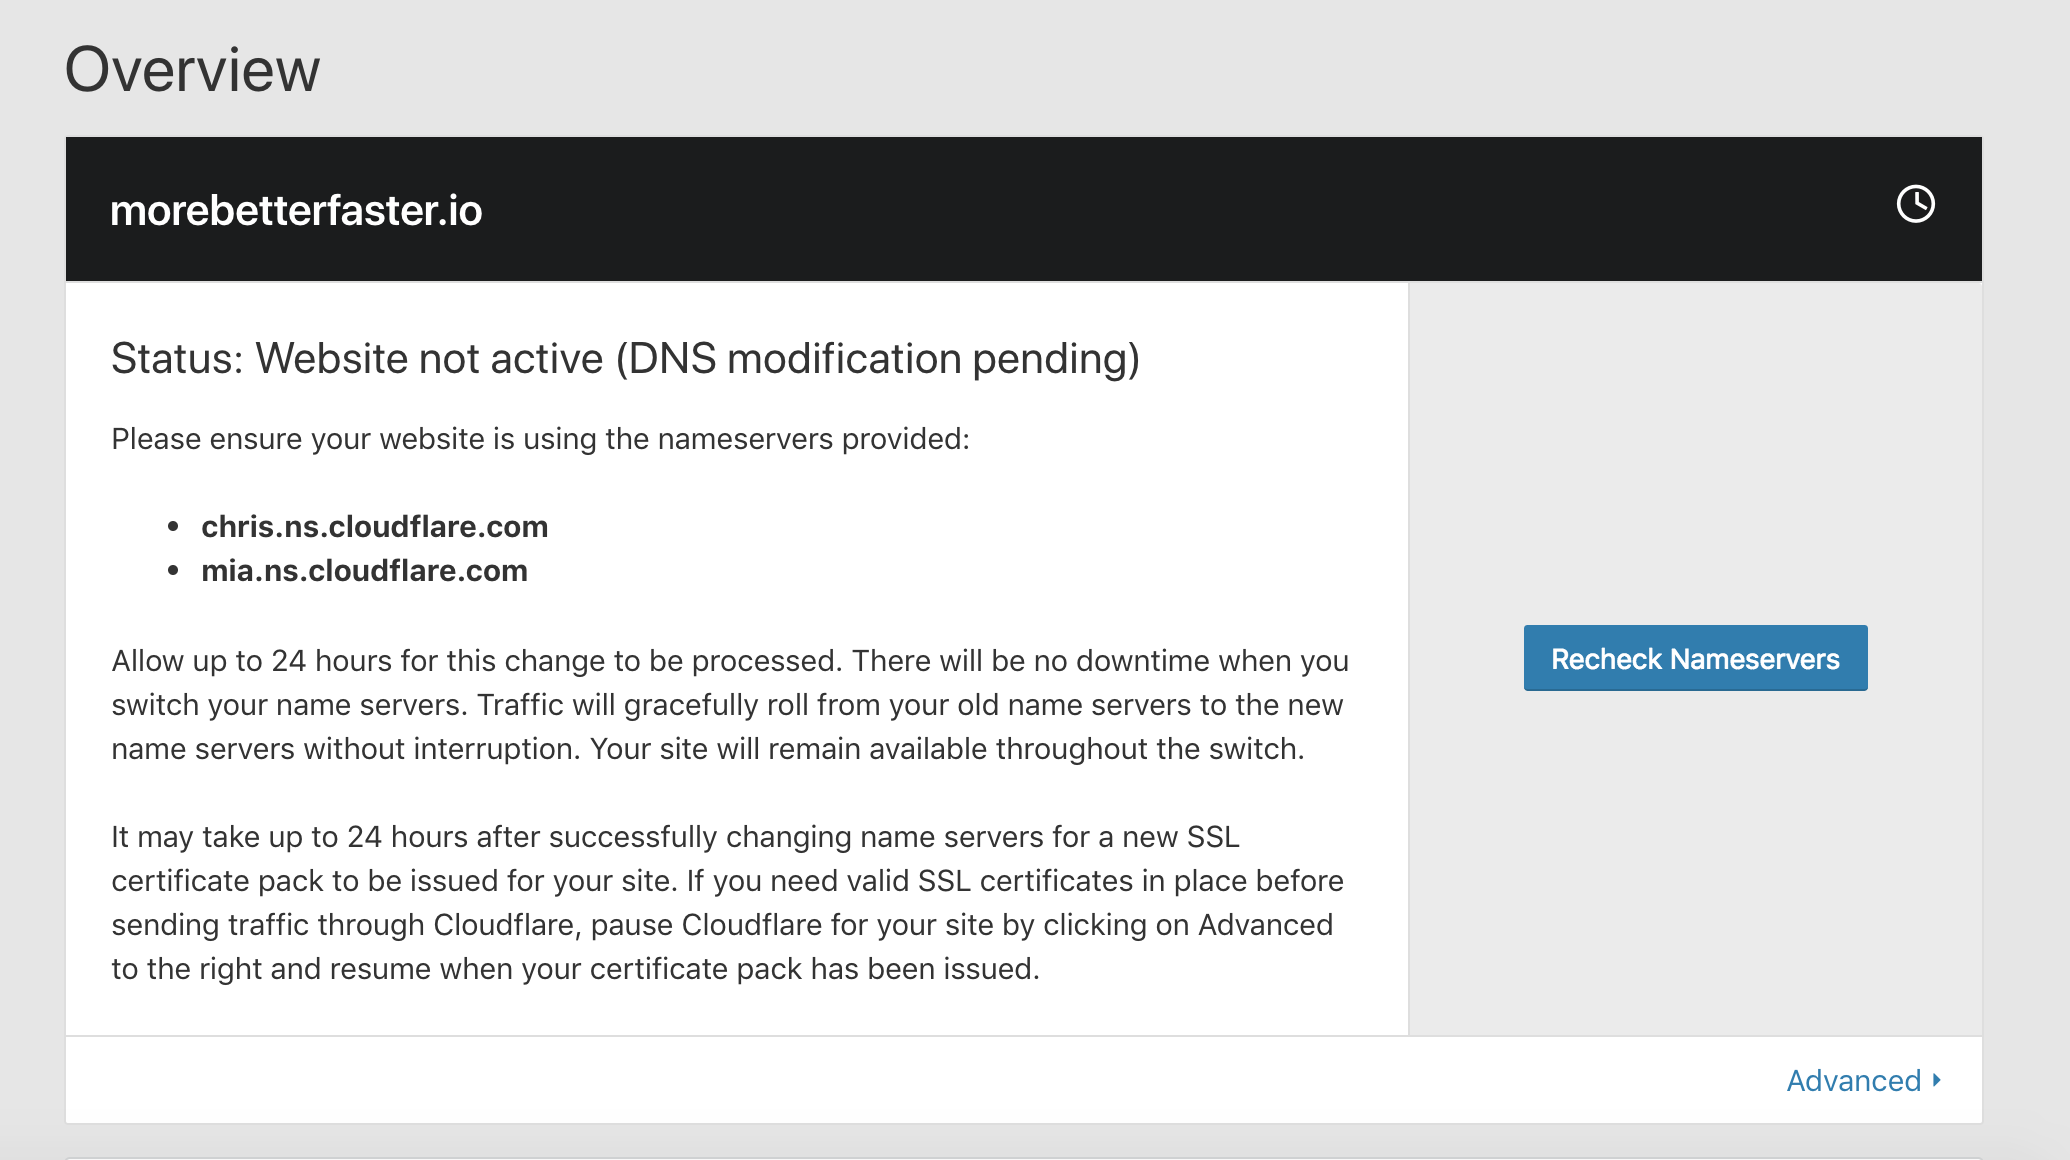 Overview
morebetterfaster.io
Status: Website not active (DNS modification pending)
Please ensure your website is using the nameservers provided:
• chris.ns.cloudflare.com
• mia.ns.cloudflare.com
Allow up to 24 hours for this change to be processed. There will be no downtime when you
switch your name servers. Traffic will gracefully roll from your old name servers to the new
name servers without interruption. Your site will remain available throughout the switch.
It may take up to 24 hours after successfully changing name servers for a new SSL
certificate pack to be issued for your site. If you need valid SSL certificates in place before
sending traffic through Cloudflare, pause Cloudflare for your site by clicking on Advanced
to the right and resume when your certificate pack has been issued.
Recheck Nameservers
Advanced